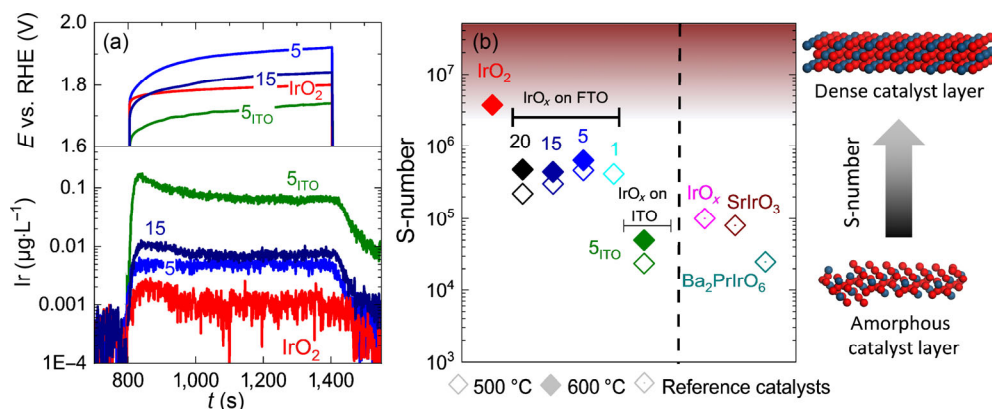 (a)
2.0
1.8
1.6
E vs. RHE (V)
5
15
IrO₂
5ITO
0.1
0.01
0.001
1E−4
Ir (µg·L⁻¹)
5ITO
15
5
IrO₂
800
1,000
1,200
1,400
t (s)
(b)
S-number
10⁷
10⁶
10⁵
10⁴
10³
IrO₂
IrOₓ on FTO
20
15
5
1
IrOₓ on
ITO
5ITO
IrOₓ
SrIrO₃
Ba₂PrIrO₆
500 °C
600 °C
Reference catalysts
Dense catalyst layer
S-number
Amorphous
catalyst layer